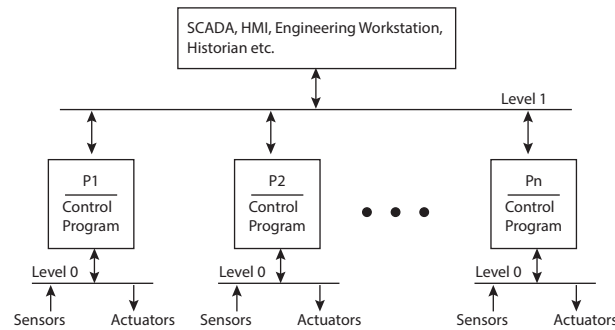 SCADA, HMI, Engineering Workstation,
Historian etc.
Level 1
P1
Control
Program
P2
Control
Program
Pn
Control
Program
Level 0
Level 0
Level 0
Sensors
Actuators
Sensors
Actuators
Sensors
Actuators